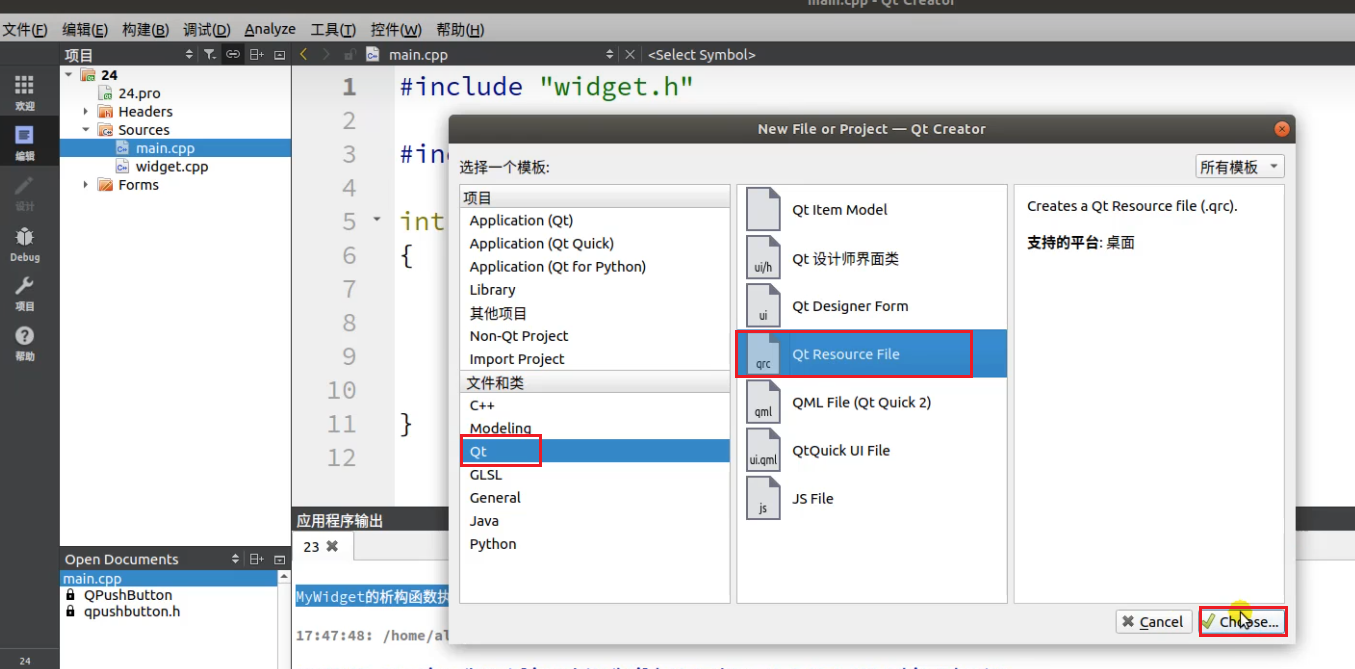 main.cpp - Qt Creator
文件(F) 编辑(E) 构建(B) 调试(D) Analyze 工具(T) 控件(W) 帮助(H)
项目
main.cpp
<Select Symbol>
欢迎
编辑
设计
Debug
项目
帮助
24
24
24.pro
Headers
Sources
main.cpp
widget.cpp
Forms
Open Documents
main.cpp
QPushButton
qpushbutton.h
1 #include "widget.h"
2
3 #in
4
5 int
6 {
7
8
9
10
11 }
12
应用程序输出
23
MyWidget的析构函数执
17:47:48: /home/al
New File or Project — Qt Creator
选择一个模板:
所有模板
项目
Application (Qt)
Application (Qt Quick)
Application (Qt for Python)
Library
其他项目
Non-Qt Project
Import Project
文件和类
C++
Modeling
Qt
GLSL
General
Java
Python
Qt Item Model
ui/h Qt 设计师界面类
ui Qt Designer Form
qrc Qt Resource File
qml QML File (Qt Quick 2)
ui.qml QtQuick UI File
js JS File
Creates a Qt Resource file (.qrc).
支持的平台: 桌面
Cancel
Choose...